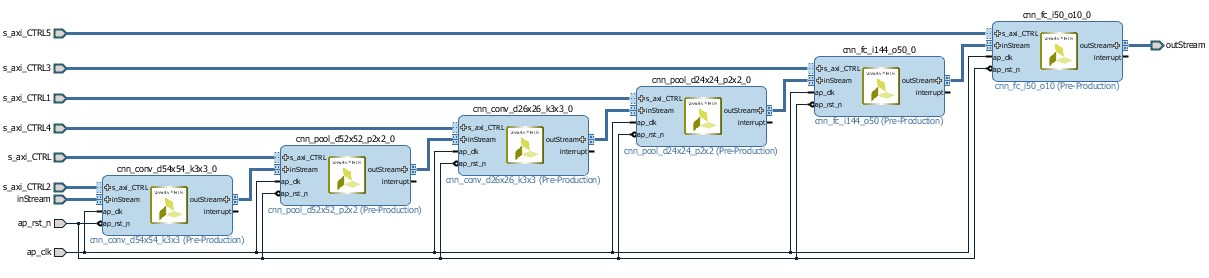 cnn_fc_i50_o10_0
s_axi_CTRL5
s_axi_CTRL
inStream
outStream
ap_clk
interrupt
ap_rst_n
cnn_fc_i50_o10 (Pre-Production)
outStream
cnn_fc_i144_o50_0
s_axi_CTRL3
s_axi_CTRL
inStream
outStream
ap_clk
interrupt
ap_rst_n
cnn_fc_i144_o50 (Pre-Production)
cnn_pool_d24x24_p2x2_0
s_axi_CTRL1
s_axi_CTRL
inStream
outStream
ap_clk
interrupt
ap_rst_n
cnn_pool_d24x24_p2x2 (Pre-Production)
cnn_conv_d26x26_k3x3_0
s_axi_CTRL4
s_axi_CTRL
inStream
outStream
ap_clk
interrupt
ap_rst_n
cnn_conv_d26x26_k3x3 (Pre-Production)
cnn_pool_d52x52_p2x2_0
s_axi_CTRL
s_axi_CTRL
inStream
outStream
ap_clk
interrupt
ap_rst_n
cnn_pool_d52x52_p2x2 (Pre-Production)
cnn_conv_d54x54_k3x3_0
s_axi_CTRL2
s_axi_CTRL
inStream
inStream
outStream
ap_clk
interrupt
ap_rst_n
ap_rst_n
cnn_conv_d54x54_k3x3 (Pre-Production)
ap_clk